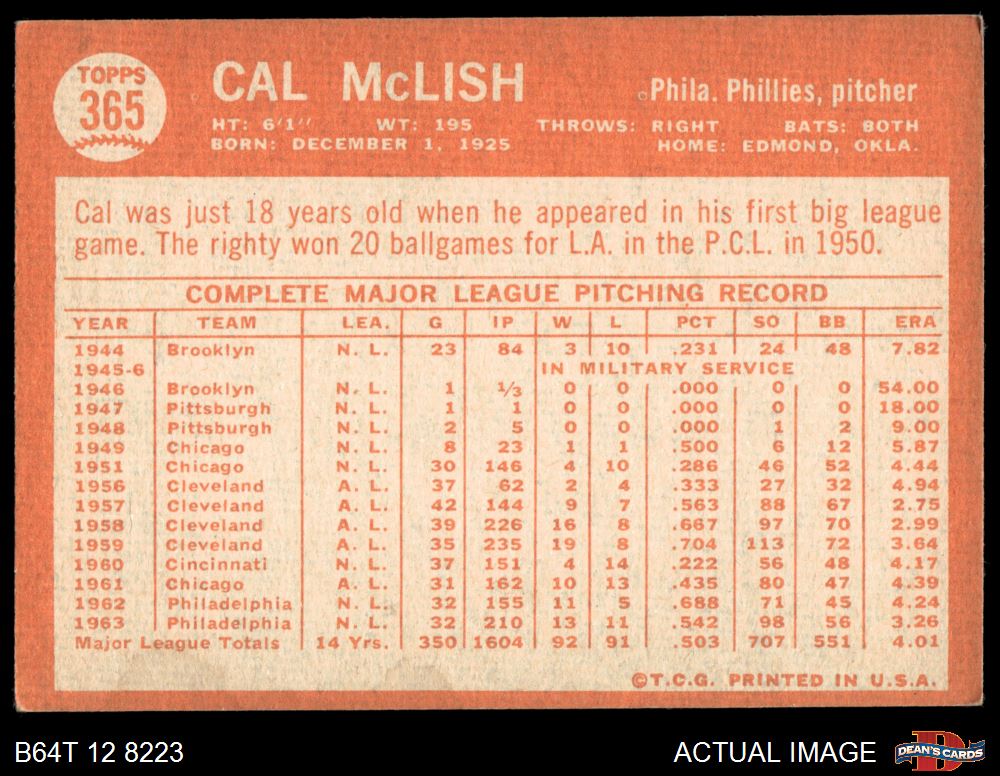 TOPPS
365
CAL McLISH
Phila. Phillies, pitcher
HT: 6'1" WT: 195 THROWS: RIGHT BATS: BOTH
BORN: DECEMBER 1, 1925 HOME: EDMOND, OKLA.
Cal was just 18 years old when he appeared in his first big league
game. The righty won 20 ballgames for L.A. in the P.C.L. in 1950.
COMPLETE MAJOR LEAGUE PITCHING RECORD
YEAR TEAM LEA. G IP W L PCT SO BB ERA
1944 Brooklyn N. L. 23 84 3 10 .231 24 48 7.82
1945-6 IN MILITARY SERVICE
1946 Brooklyn N. L. 1 1/3 0 0 .000 0 0 54.00
1947 Pittsburgh N. L. 1 1 0 0 .000 0 0 18.00
1948 Pittsburgh N. L. 2 5 0 0 .000 1 2 9.00
1949 Chicago N. L. 8 23 1 1 .500 6 12 5.87
1951 Chicago N. L. 30 146 4 10 .286 46 52 4.44
1956 Cleveland A. L. 37 62 2 4 .333 27 32 4.94
1957 Cleveland A. L. 42 144 9 7 .563 88 67 2.75
1958 Cleveland A. L. 39 226 16 8 .667 97 70 2.99
1959 Cleveland A. L. 35 235 19 8 .704 113 72 3.64
1960 Cincinnati N. L. 37 151 4 14 .222 56 48 4.17
1961 Chicago A. L. 31 162 10 13 .435 80 47 4.39
1962 Philadelphia N. L. 32 155 11 5 .688 71 45 4.24
1963 Philadelphia N. L. 32 210 13 11 .542 98 56 3.26
Major League Totals 14 Yrs. 350 1604 92 91 .503 707 551 4.01
©T.C.G. PRINTED IN U.S.A.
B64T 12 8223
ACTUAL IMAGE
D
DEAN'S CARDS